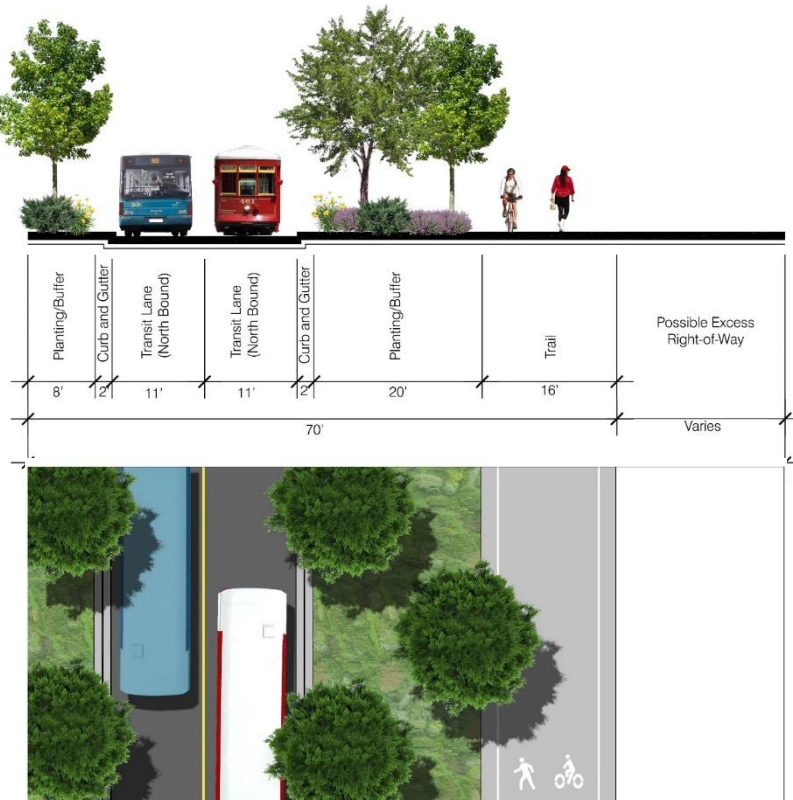 461
Planting/Buffer
Curb and Gutter
Transit Lane
(North Bound)
Transit Lane
(North Bound)
Curb and Gutter
Planting/Buffer
Trail
Possible Excess
Right-of-Way
8'
2'
11'
11'
2'
20'
16'
70'
Varies